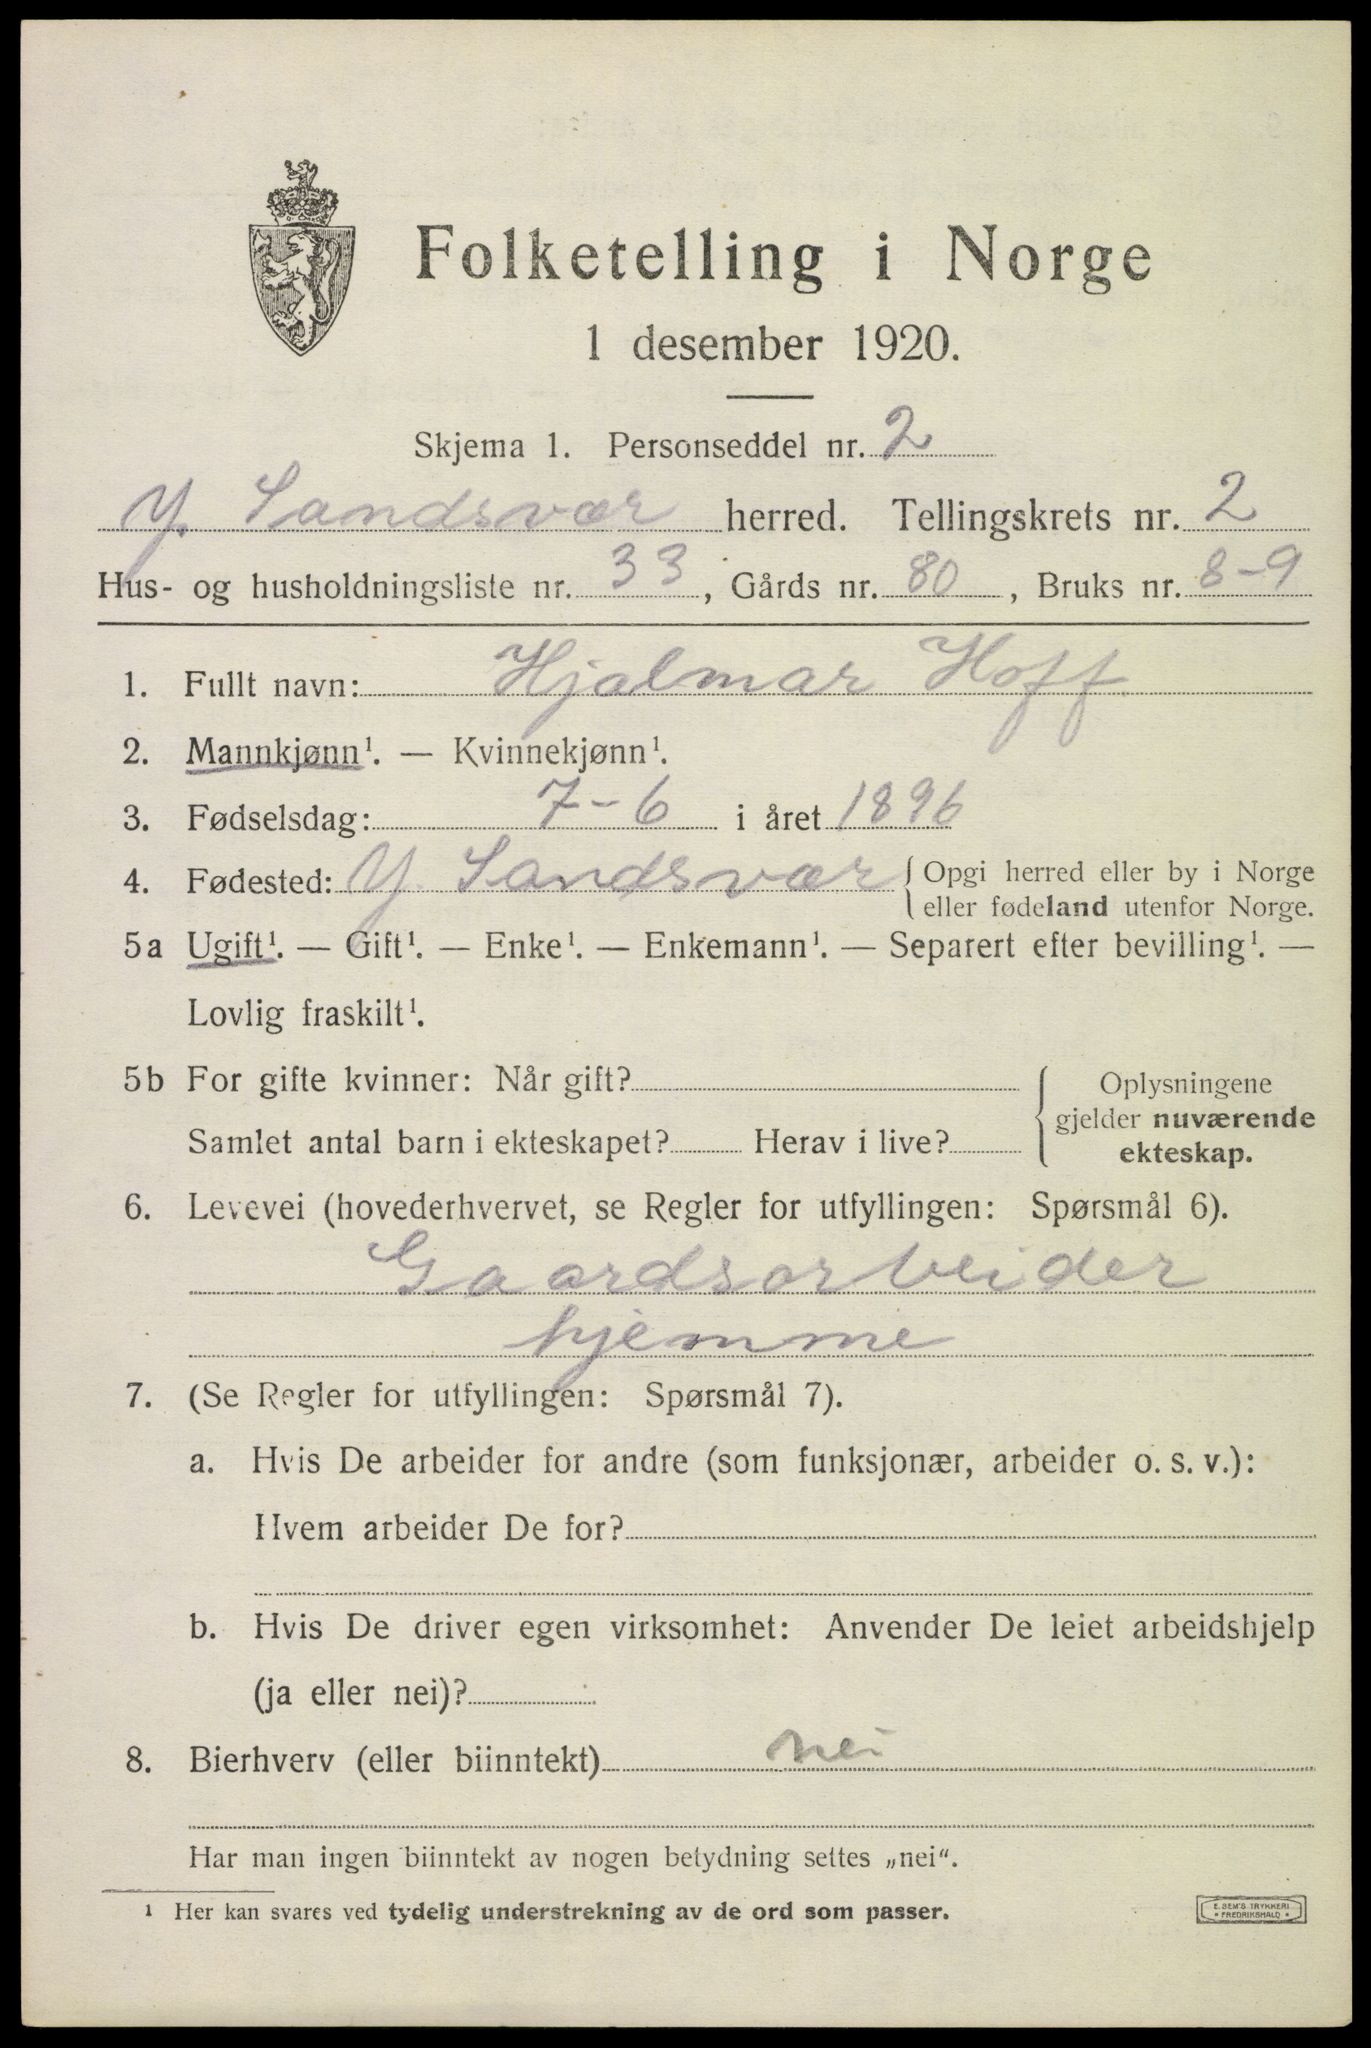 Folketelling i Norge
1 desember 1920.
Skjema 1. Personseddel nr. 2
Y. Sandsvær herred. Tellingskrets nr. 2
Hus- og husholdningsliste nr. 33, Gårds nr. 80, Bruks nr. 8-9
1. Fullt navn: Hjalmar Hoff
2. Mannkjønn¹. — Kvinnekjønn¹.
3. Fødselsdag: 7-6 i året 1896
4. Fødested: Y. Sandsvær { Opgi herred eller by i Norge
eller fødeland utenfor Norge.
5a Ugift¹. — Gift¹. — Enke¹. — Enkemann¹. — Separert efter bevilling¹. —
Lovlig fraskilt¹.
5b For gifte kvinner: Når gift?
Samlet antal barn i ekteskapet? Herav i live?
Oplysningene
gjelder nuværende
ekteskap.
6. Levevei (hovederhvervet, se Regler for utfyllingen: Spørsmål 6).
Gaardsarbeider
hjemme
7. (Se Regler for utfyllingen: Spørsmål 7).
a. Hvis De arbeider for andre (som funksjonær, arbeider o. s. v.):
Hvem arbeider De for?
b. Hvis De driver egen virksomhet: Anvender De leiet arbeidshjelp
(ja eller nei)?
8. Bierhverv (eller biinntekt) nei
Har man ingen biinntekt av nogen betydning settes „nei“.
1 Her kan svares ved tydelig understrekning av de ord som passer.
E. SEM'S TRYKKERI
• FREDRIKSHALD •